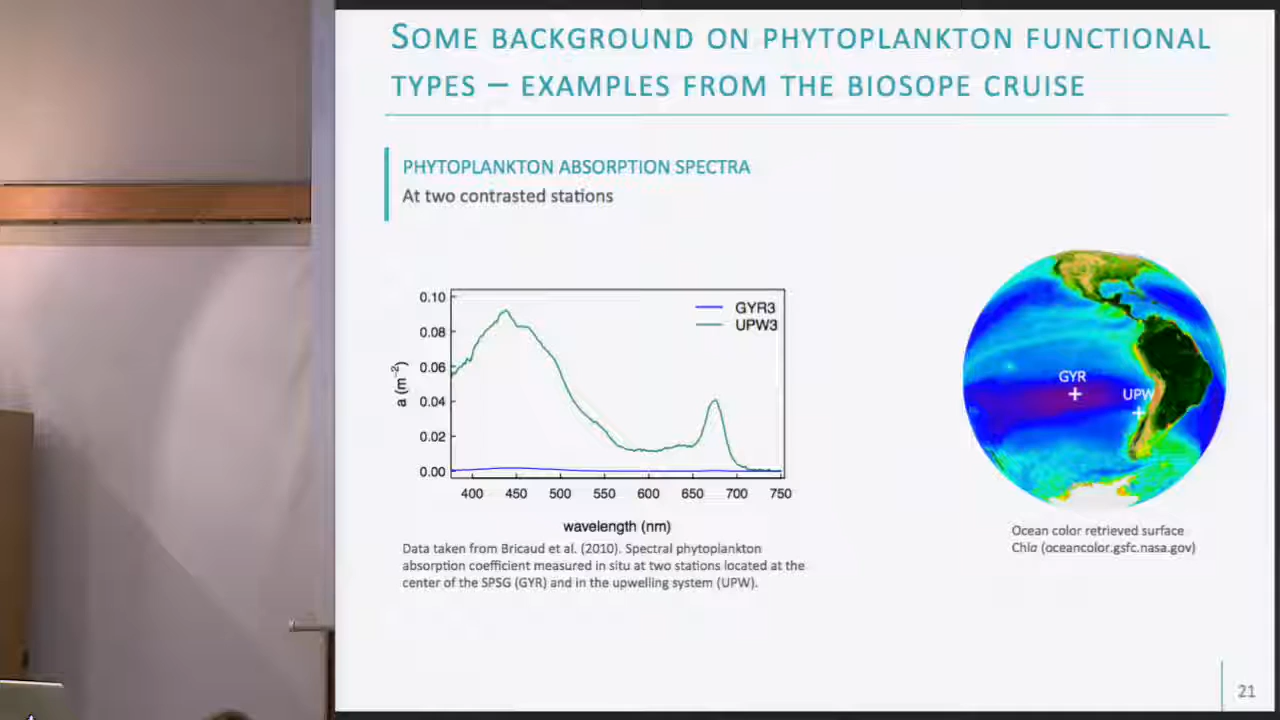 SOME BACKGROUND ON PHYTOPLANKTON FUNCTIONAL
TYPES – EXAMPLES FROM THE BIOSOPE CRUISE
PHYTOPLANKTON ABSORPTION SPECTRA
At two contrasted stations
0.10
0.08
0.06
0.04
0.02
0.00
a (m⁻²)
GYR3
UPW3
400 450 500 550 600 650 700 750
wavelength (nm)
Data taken from Bricaud et al. (2010). Spectral phytoplankton
absorption coefficient measured in situ at two stations located at the
center of the SPSG (GYR) and in the upwelling system (UPW).
GYR
UPW
Ocean color retrieved surface
Chla (oceancolor.gsfc.nasa.gov)
21